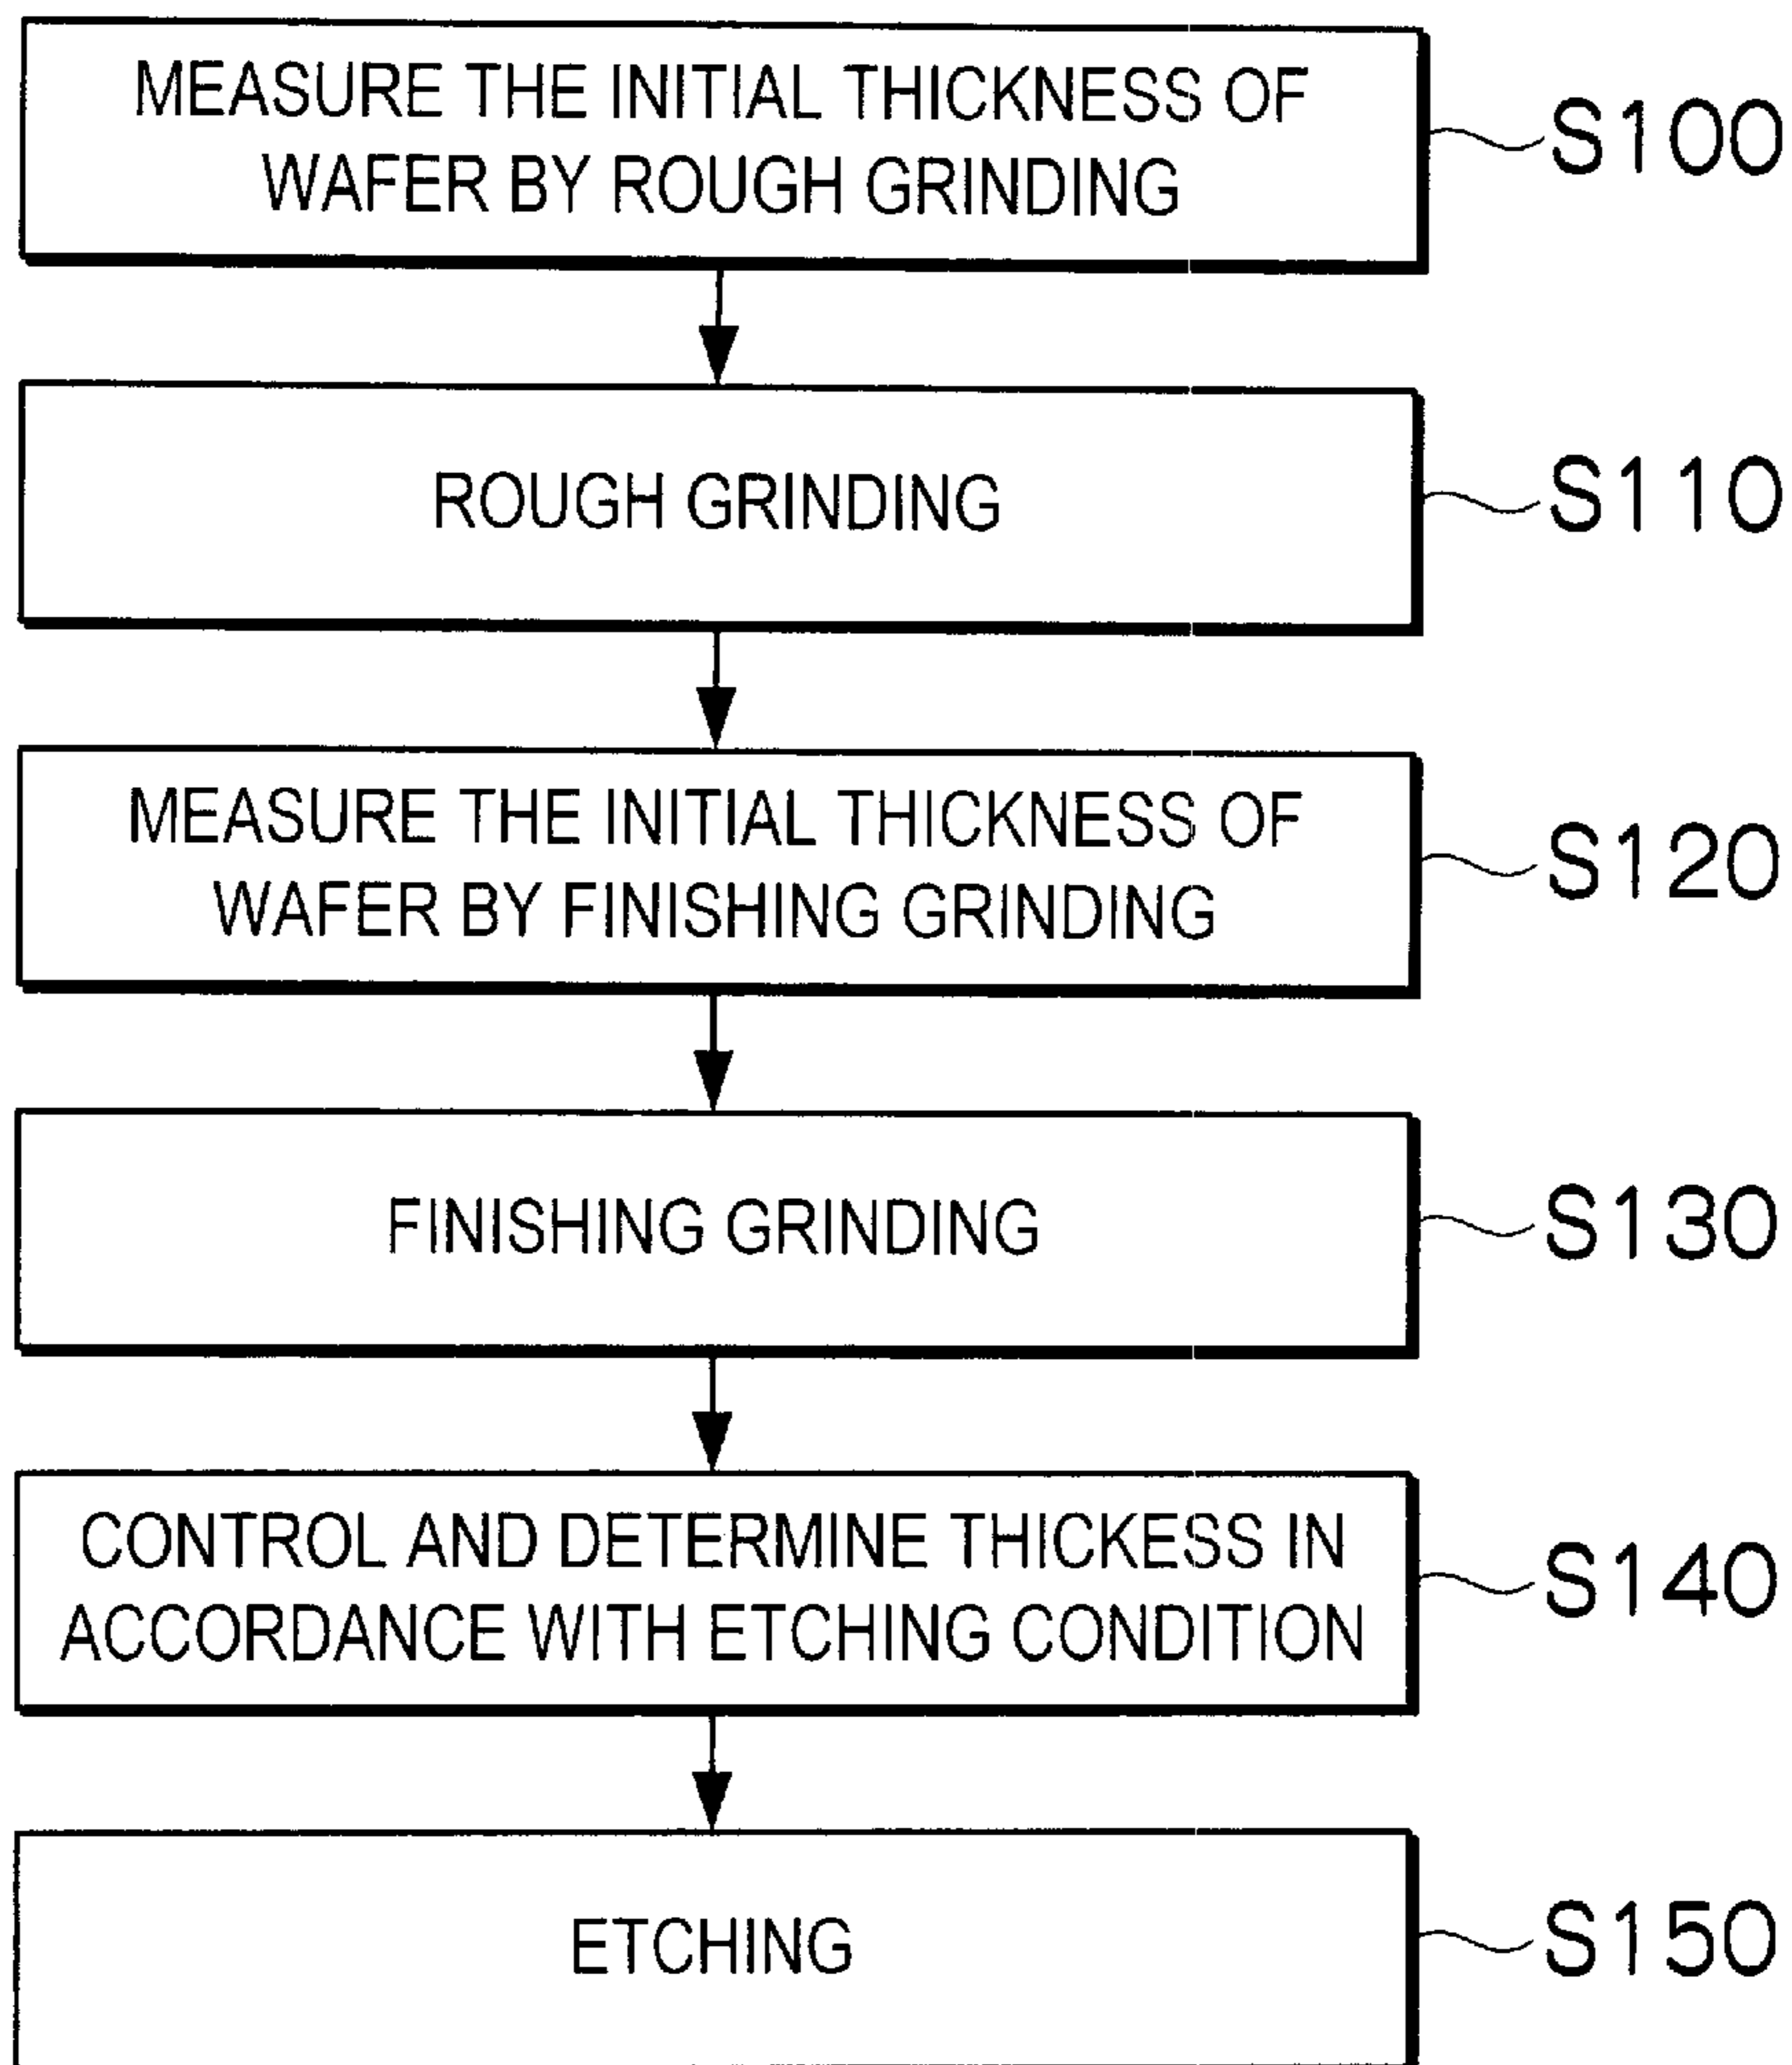 MEASURE THE INITIAL THICKNESS OF
WAFER BY ROUGH GRINDING
S100
ROUGH GRINDING
S110
MEASURE THE INITIAL THICKNESS OF
WAFER BY FINISHING GRINDING
S120
FINISHING GRINDING
S130
CONTROL AND DETERMINE THICKESS IN
ACCORDANCE WITH ETCHING CONDITION
S140
ETCHING
S150